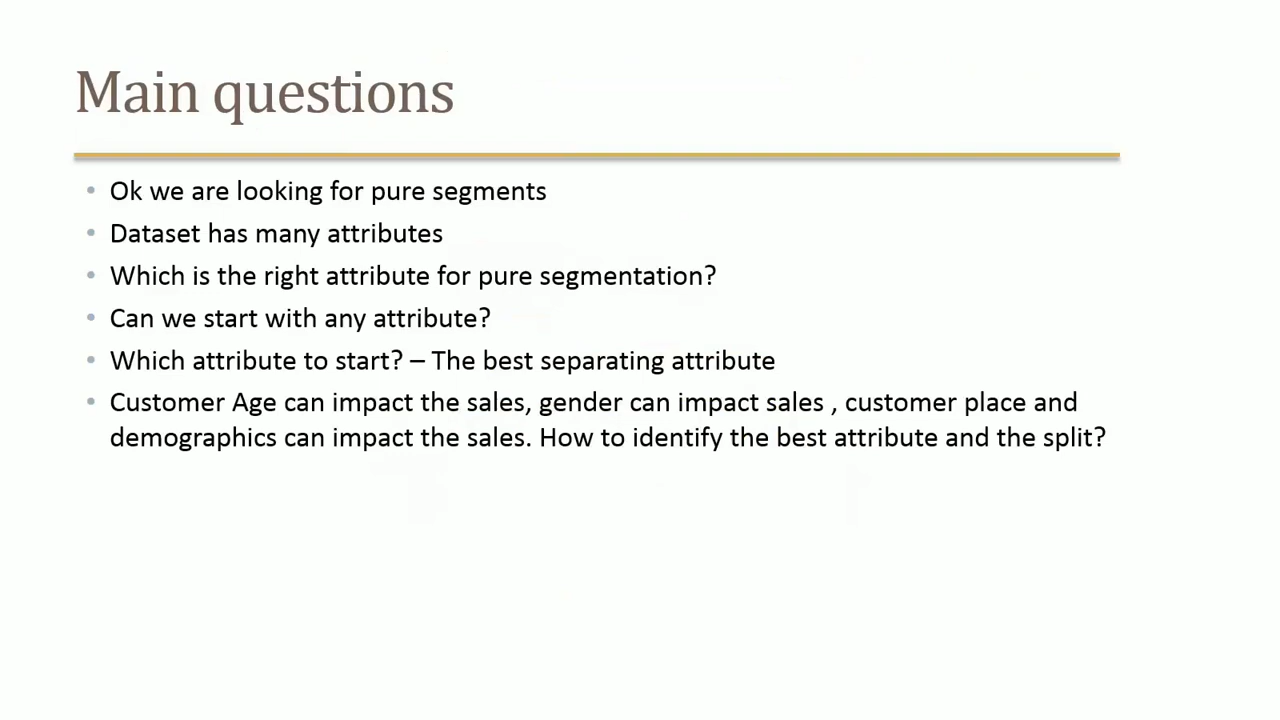 Main questions
• Ok we are looking for pure segments
• Dataset has many attributes
• Which is the right attribute for pure segmentation?
• Can we start with any attribute?
• Which attribute to start? – The best separating attribute
• Customer Age can impact the sales, gender can impact sales , customer place and
demographics can impact the sales. How to identify the best attribute and the split?